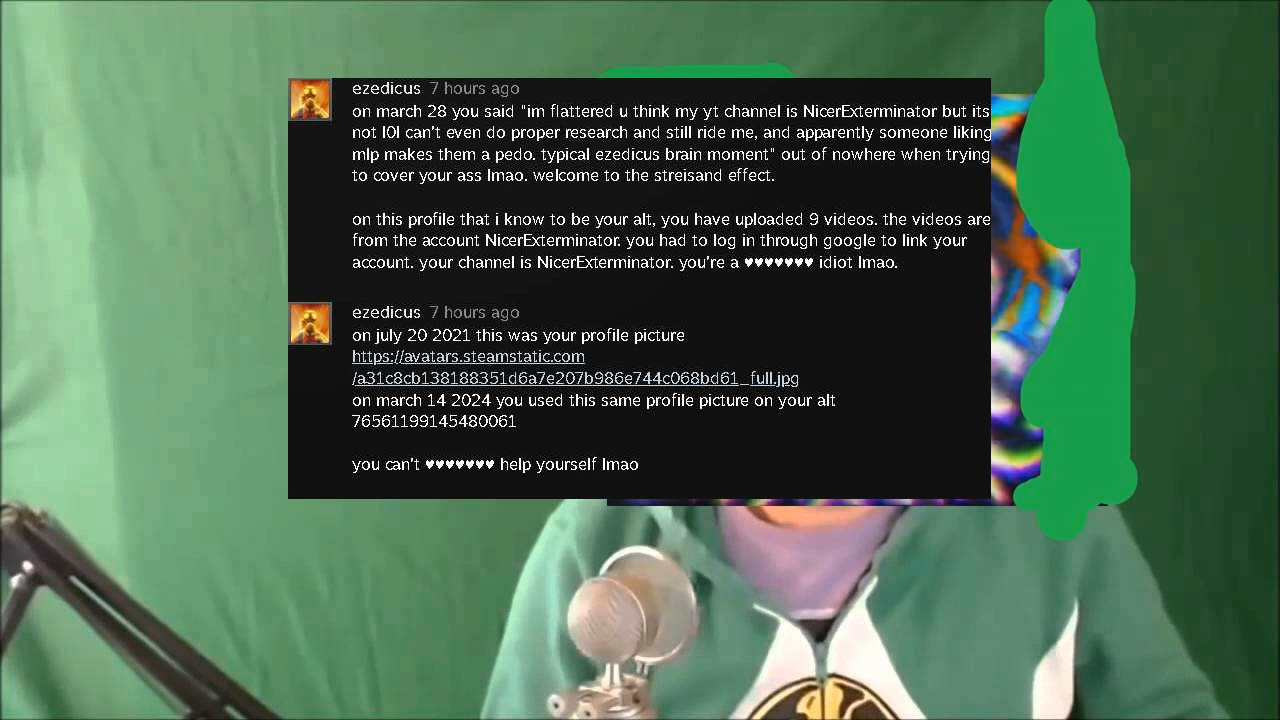 ezedicus 7 hours ago
on march 28 you said "im flattered u think my yt channel is NicerExterminator but its
not l0l can't even do proper research and still ride me, and apparently someone liking
mlp makes them a pedo. typical ezedicus brain moment" out of nowhere when trying
to cover your ass lmao. welcome to the streisand effect.
on this profile that i know to be your alt, you have uploaded 9 videos. the videos are
from the account NicerExterminator. you had to log in through google to link your
account. your channel is NicerExterminator. you're a ♥♥♥♥♥♥♥ idiot lmao.
ezedicus 7 hours ago
on july 20 2021 this was your profile picture
https://avatars.steamstatic.com
/a31c8cb138188351d6a7e207b986e744c068bd61_full.jpg
on march 14 2024 you used this same profile picture on your alt
76561199145480061
you can't ♥♥♥♥♥♥♥ help yourself lmao